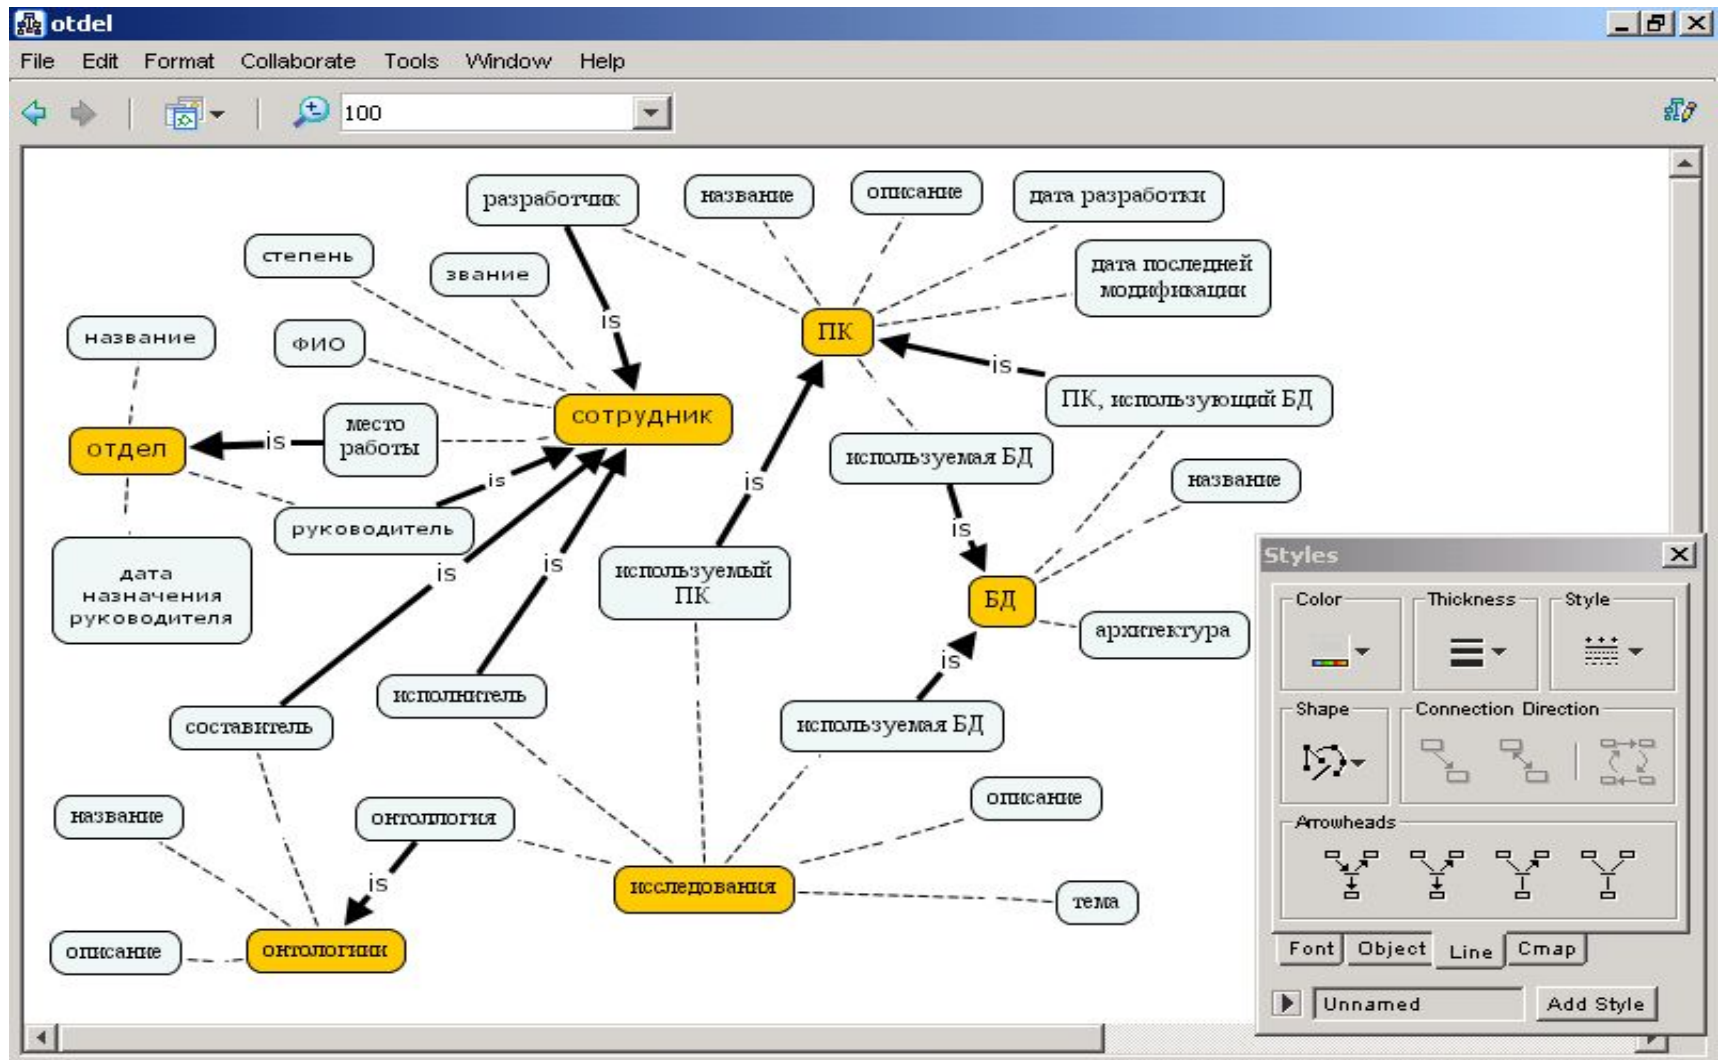 otdel
File Edit Format Collaborate Tools Window Help
100
разработчик
название
описание
дата разработки
степень
звание
дата последней
модификации
is
название
ФИО
ПК
is
ПК, использующий БД
сотрудник
место
работы
is
отдел
используемая БД
is
is
название
руководитель
is
дата
назначения
руководителя
is
is
используемый
ПК
БД
архитектура
is
исполнитель
составитель
используемая БД
название
онтоллогия
описание
is
исследования
тема
описание
онтологиии
Styles
Color Thickness Style
Shape Connection Direction
Arrowheads
Font Object Line Cmap
Unnamed Add Style